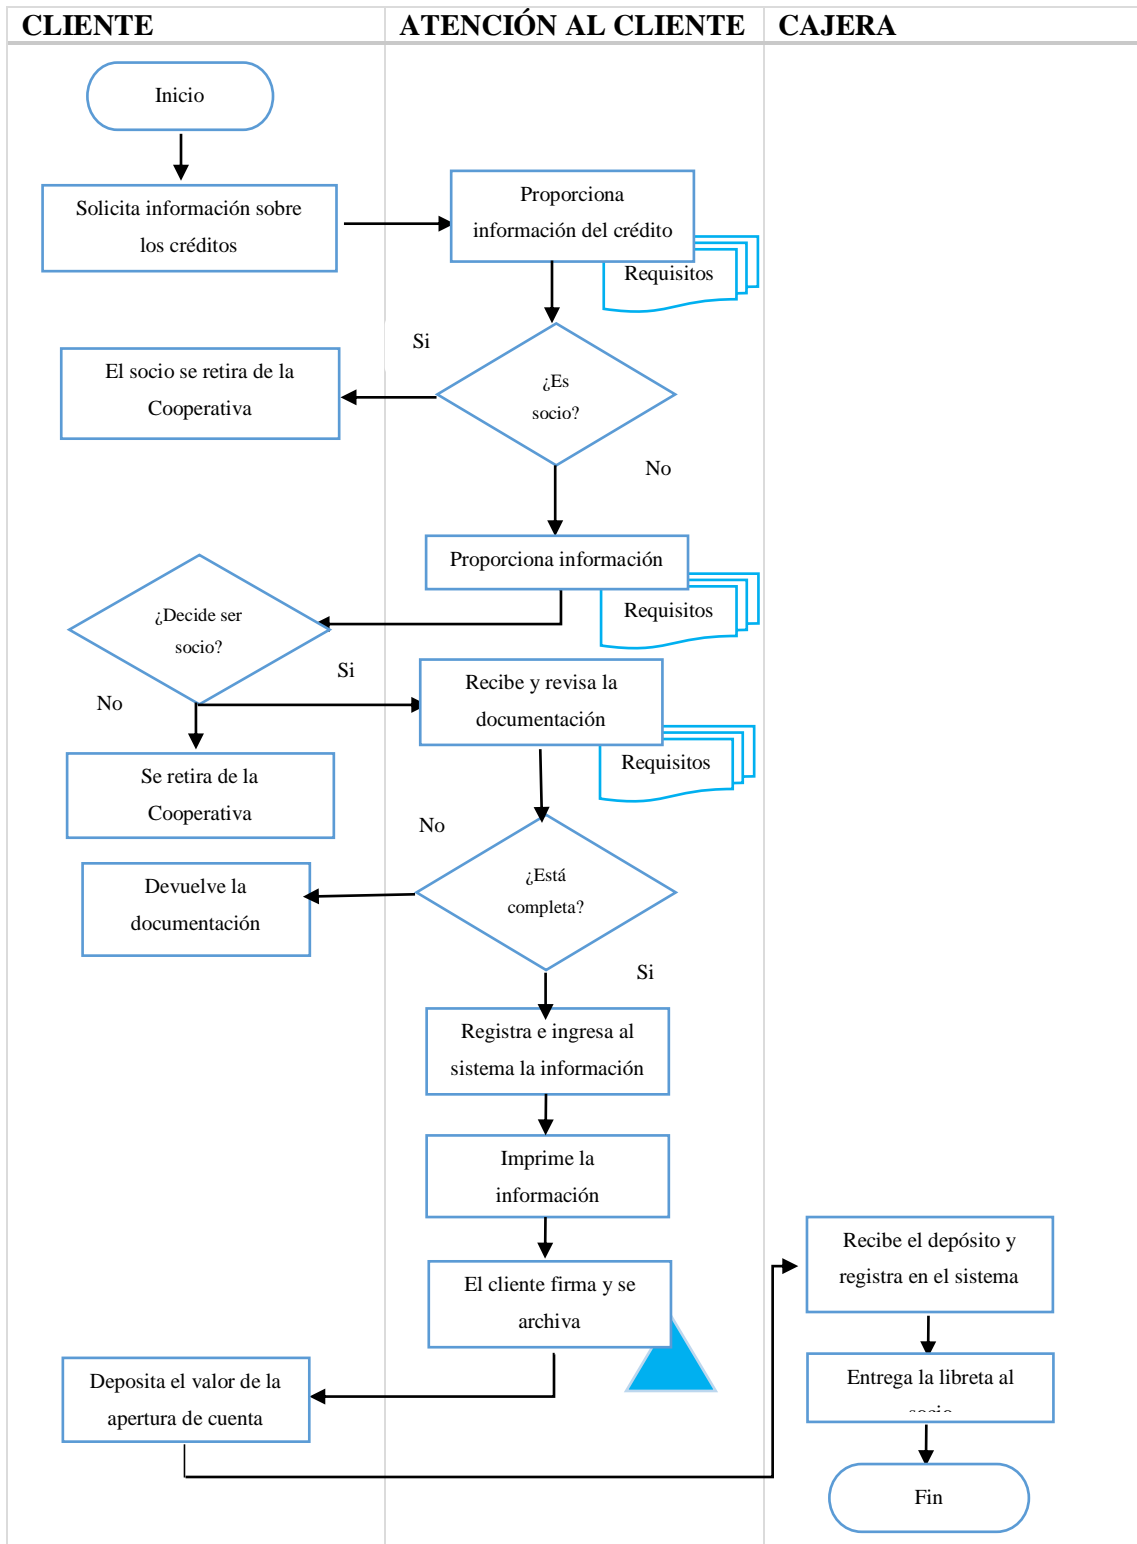 CLIENTE
ATENCIÓN AL CLIENTE
CAJERA
Inicio
Solicita información sobre
los créditos
Proporciona
información del crédito
Requisitos
Si
El socio se retira de la
Cooperativa
¿Es
socio?
No
Proporciona información
Requisitos
¿Decide ser
socio?
Si
No
Recibe y revisa la
documentación
Requisitos
Se retira de la
Cooperativa
No
¿Está
completa?
Devuelve la
documentación
Si
Registra e ingresa al
sistema la información
Imprime la
información
El cliente firma y se
archiva
Deposita el valor de la
apertura de cuenta
Recibe el depósito y
registra en el sistema
Entrega la libreta al
Fin